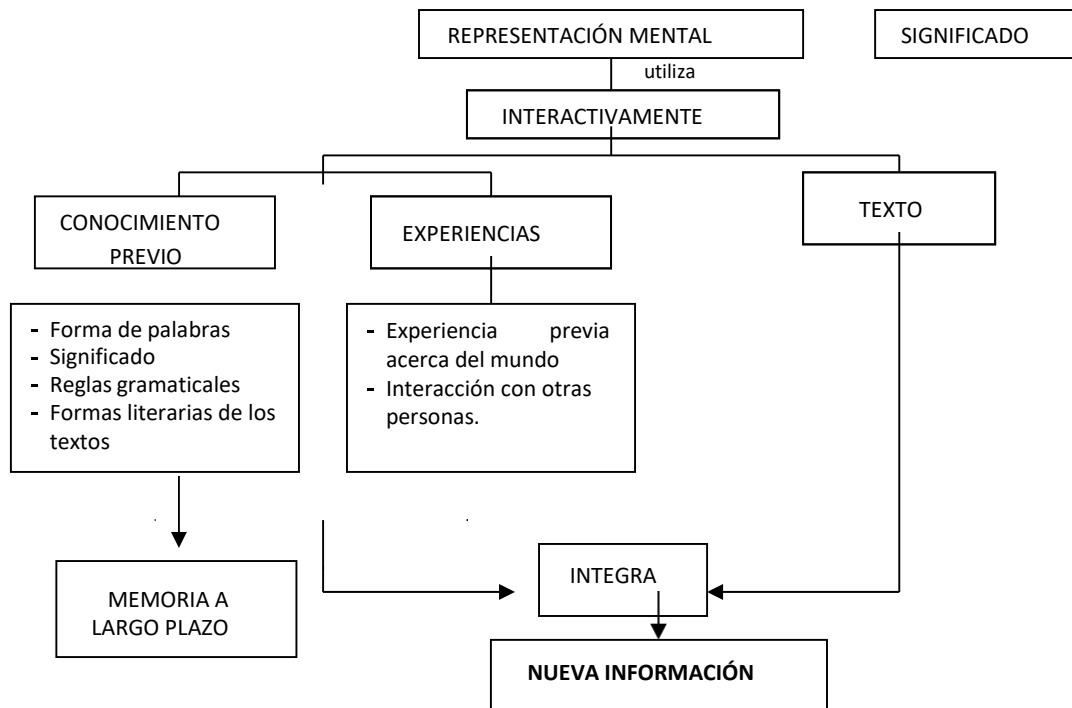 REPRESENTACIÓN MENTAL
SIGNIFICADO
utiliza
INTERACTIVAMENTE
CONOCIMIENTO
PREVIO
EXPERIENCIAS
TEXTO
- Forma de palabras
- Significado
- Reglas gramaticales
- Formas literarias de los
textos
- Experiencia previa
acerca del mundo
- Interacción con otras
personas.
MEMORIA A
LARGO PLAZO
INTEGRA
NUEVA INFORMACIÓN